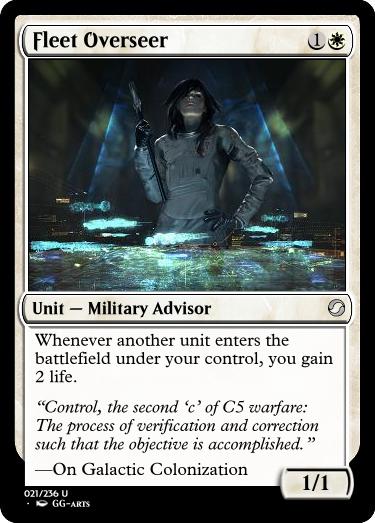 Fleet Overseer 1
Unit — Military Advisor
Whenever another unit enters the
battlefield under your control, you gain
2 life.
“Control, the second ‘c’ of C5 warfare:
The process of verification and correction
such that the objective is accomplished.”
—On Galactic Colonization
1/1
021/236 U
· GG-ARTS